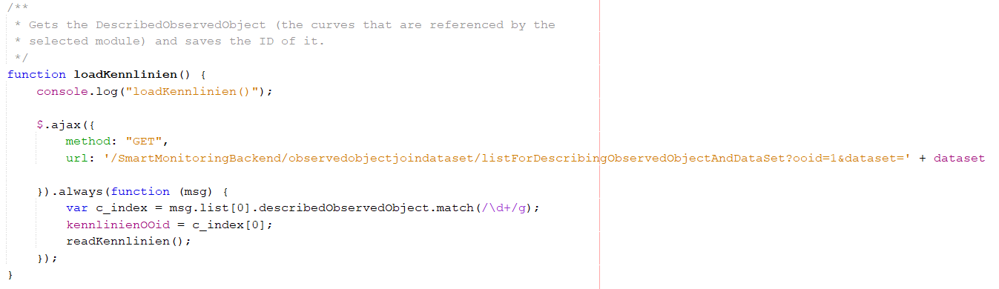 /**
 * Gets the DescribedObservedObject (the curves that are referenced by the
 * selected module) and saves the ID of it.
 */
function loadKennlinien() {
    console.log("loadKennlinien()");
    $.ajax({
        method: "GET",
        url: '/SmartMonitoringBackend/observedobjectjoindataset/listForDescribingObservedObjectAndDataSet?ooid=1&dataset=' + dataset
    }).always(function (msg) {
        var c_index = msg.list[0].describedObservedObject.match(/\d+/g);
        kennlinienOOid = c_index[0];
        readKennlinien();
    });
}